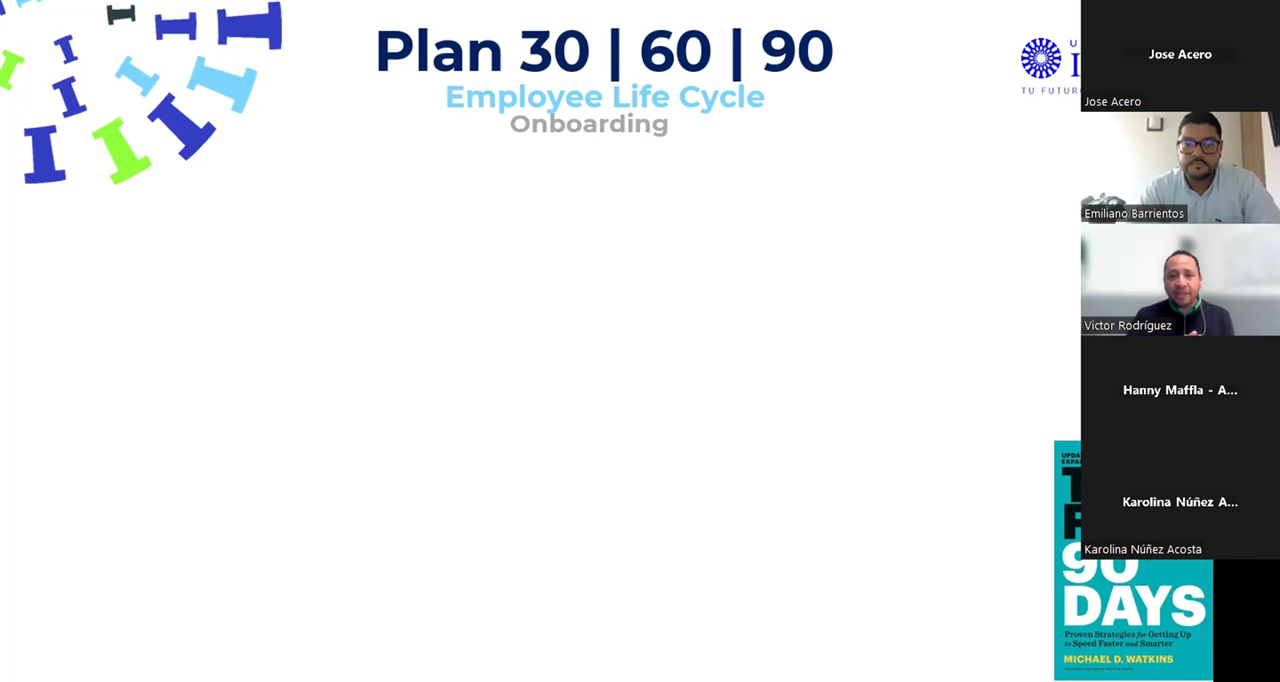 Plan 30 | 60 | 90
Employee Life Cycle
Onboarding
TU FUTUR
Jose Acero
Jose Acero
Emiliano Barrientos
Victor Rodríguez
Hanny Maffla - A...
Karolina Núñez A...
Karolina Núñez Acosta
90
DAYS
Proven Strategies for Getting Up
to Speed Faster and Smarter
MICHAEL D. WATKINS